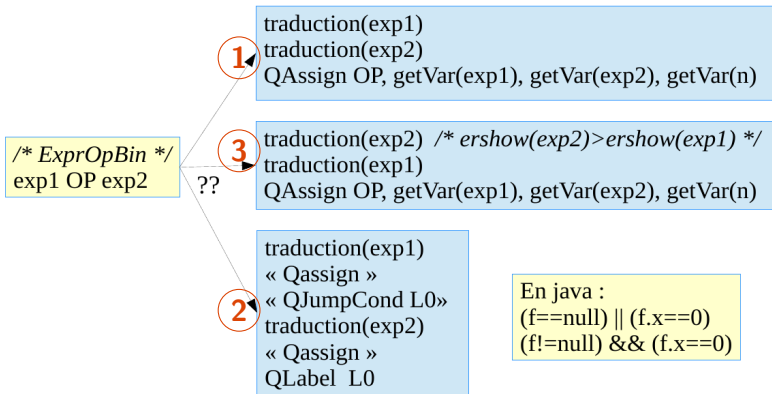 traduction(exp1)
traduction(exp2)
QAssign OP, getVar(exp1), getVar(exp2), getVar(n)
1
/* ExprOpBin */
exp1 OP exp2
??
3
traduction(exp2) /* ershow(exp2)>ershow(exp1) */
traduction(exp1)
QAssign OP, getVar(exp1), getVar(exp2), getVar(n)
2
traduction(exp1)
« Qassign »
« QJumpCond L0»
traduction(exp2)
« Qassign »
QLabel L0
En java :
(f==null) || (f.x==0)
(f!=null) && (f.x==0)